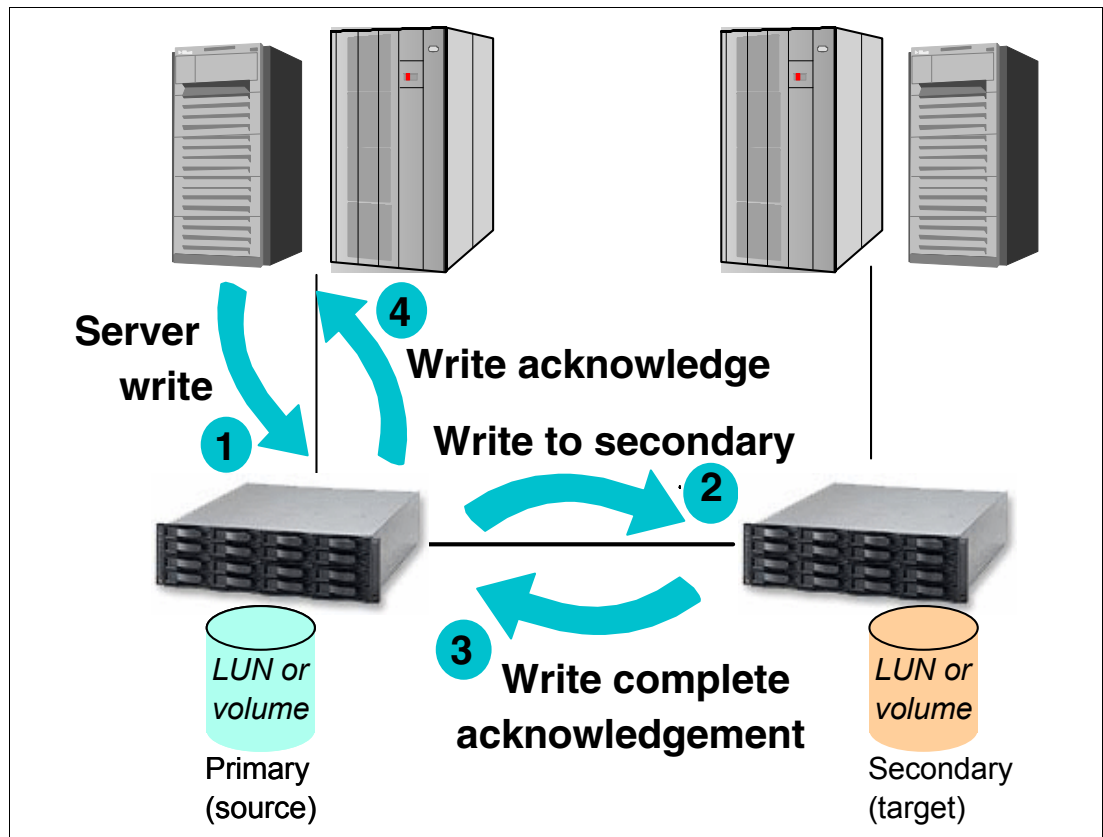 Server
write
1
4
Write acknowledge
Write to secondary
2
3
Write complete
acknowledgement
LUN or
volume
Primary
(source)
LUN or
volume
Secondary
(target)